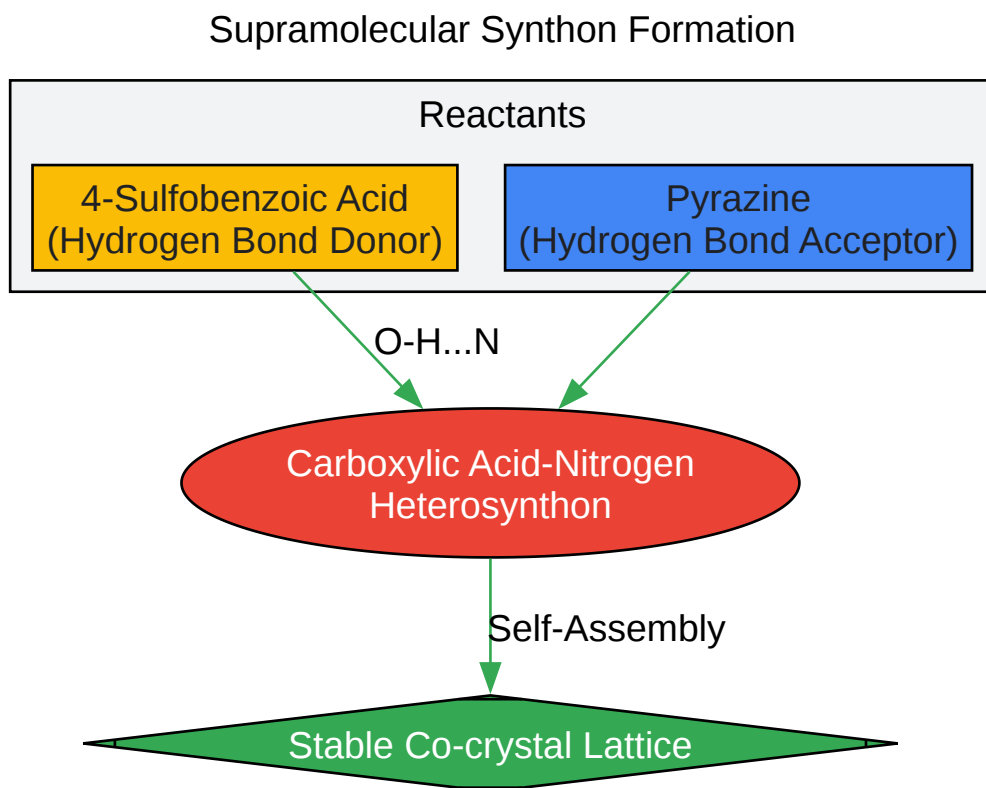 Supramolecular Synthon Formation
Reactants
4-Sulfobenzoic Acid
(Hydrogen Bond Donor)
Pyrazine
(Hydrogen Bond Acceptor)
O-H...N
Carboxylic Acid-Nitrogen
Heterosynthon
Self-Assembly
Stable Co-crystal Lattice